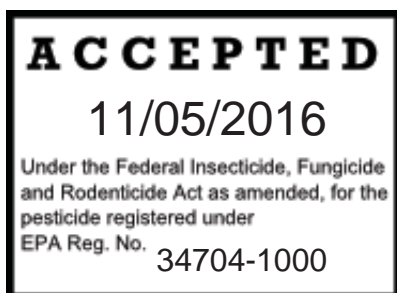 ACCEPTED
11/05/2016
Under the Federal Insecticide, Fungicide
and Rodenticide Act as amended, for the
pesticide registered under
EPA Reg. No. 34704-1000